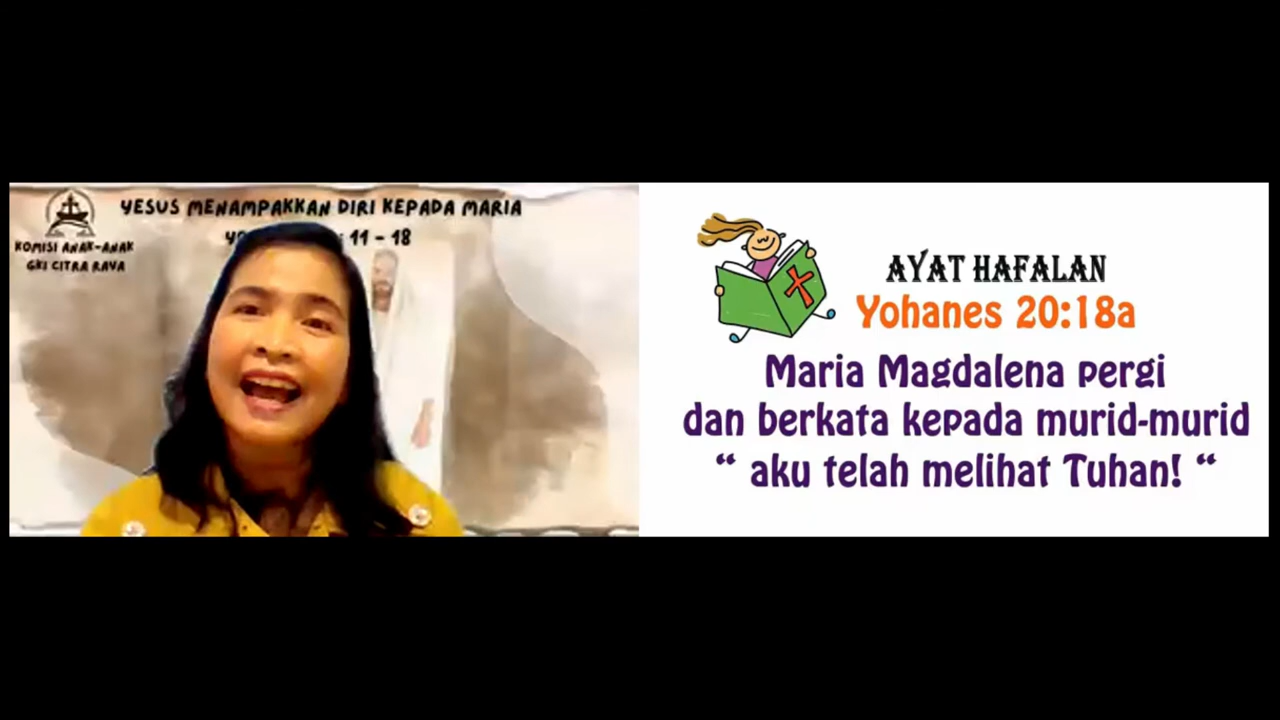 YESUS MENAMPAKKAN DIRI KEPADA MARIA
11 - 18
KOMISI ANAK-ANAK
GKI CITRA RAYA
AYAT HAFALAN
Yohanes 20:18a
Maria Magdalena pergi
dan berkata kepada murid-murid
“ aku telah melihat Tuhan! “